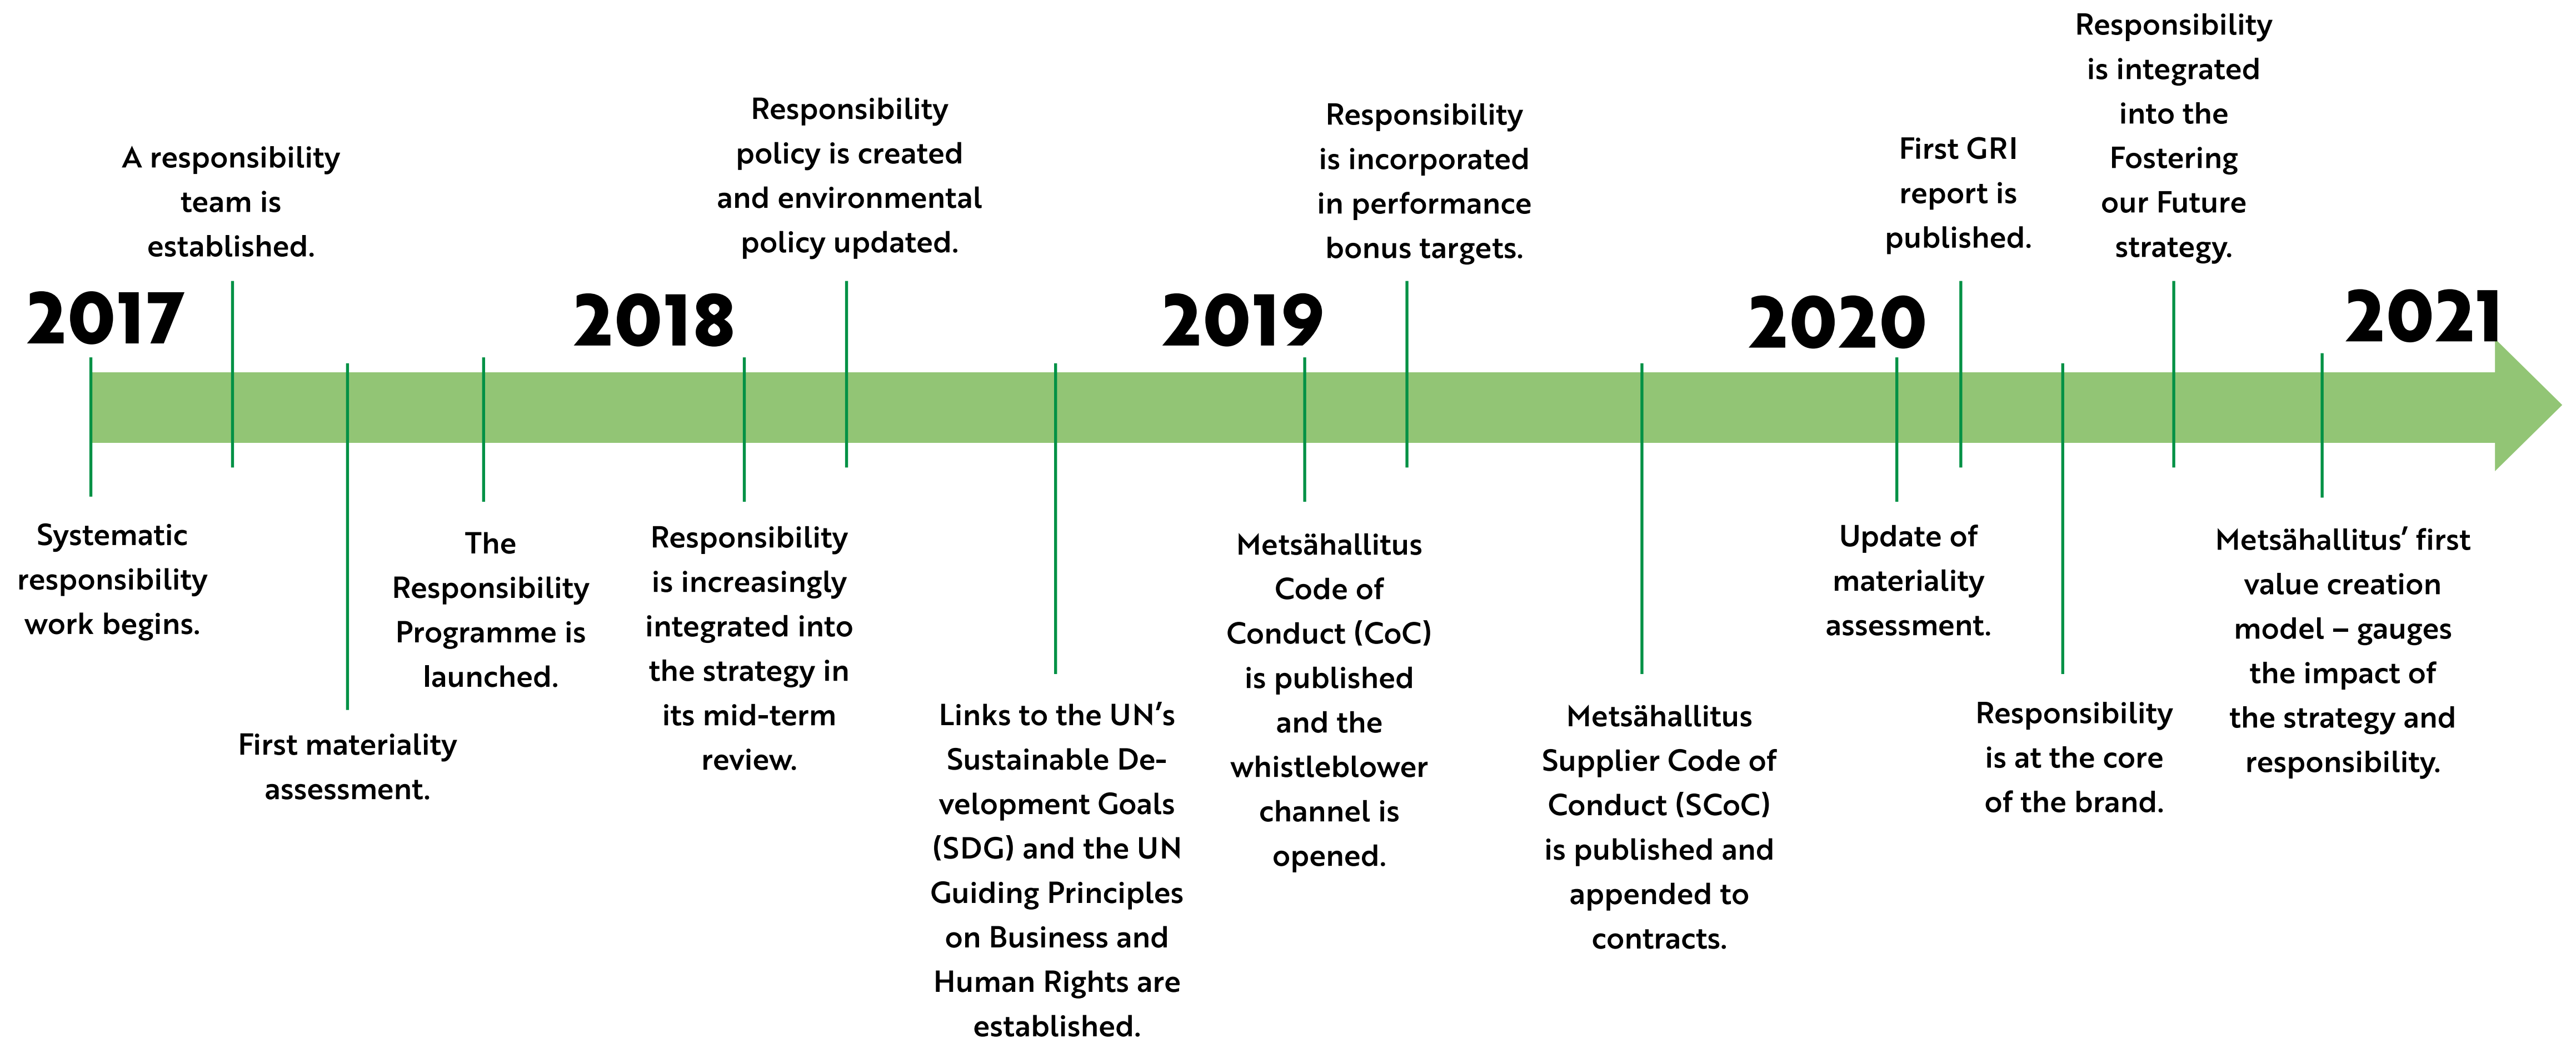 2017
Systematic
responsibility
work begins.
A responsibility
team is
established.
First materiality
assessment.
The
Responsibility
Programme is
launched.
2018
Responsibility
is increasingly
integrated into
the strategy in
its mid-term
review.
Responsibility
policy is created
and environmental
policy updated.
Links to the UN’s
Sustainable De-
velopment Goals
(SDG) and the UN
Guiding Principles
on Business and
Human Rights are
established.
2019
Metsähallitus
Code of
Conduct (CoC)
is published
and the
whistleblower
channel is
opened.
Responsibility
is incorporated
in performance
bonus targets.
Metsähallitus
Supplier Code of
Conduct (SCoC)
is published and
appended to
contracts.
2020
Update of
materiality
assessment.
First GRI
report is
published.
Responsibility
is at the core
of the brand.
Responsibility
is integrated
into the
Fostering
our Future
strategy.
2021
Metsähallitus’ first
value creation
model – gauges
the impact of
the strategy and
responsibility.